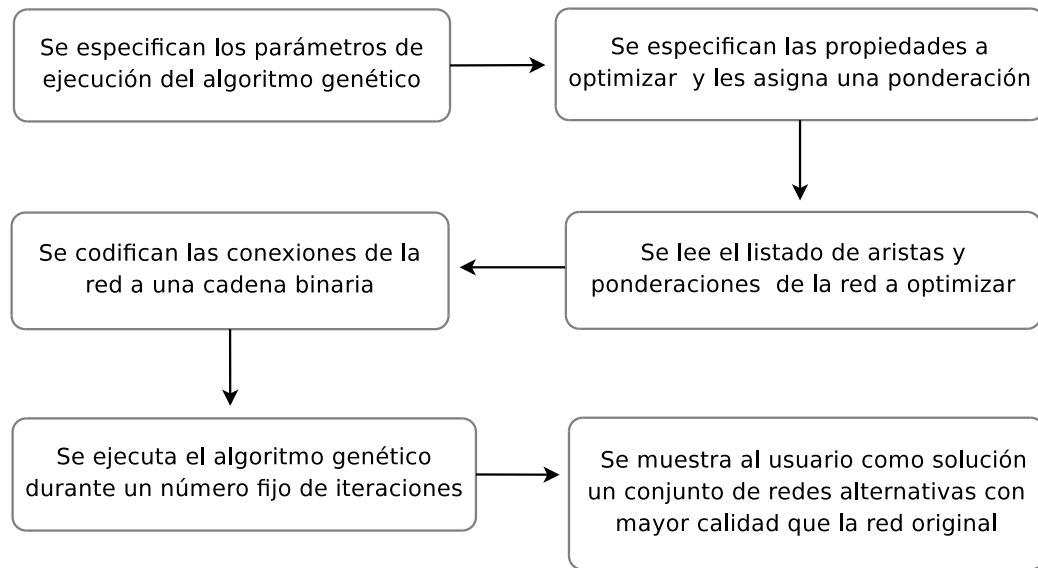 Se especifican los parámetros de
ejecución del algoritmo genético
Se especifican las propiedades a
optimizar y les asigna una ponderación
Se lee el listado de aristas y
ponderaciones de la red a optimizar
Se codifican las conexiones de la
red a una cadena binaria
Se ejecuta el algoritmo genético
durante un número fijo de iteraciones
Se muestra al usuario como solución
un conjunto de redes alternativas con
mayor calidad que la red original